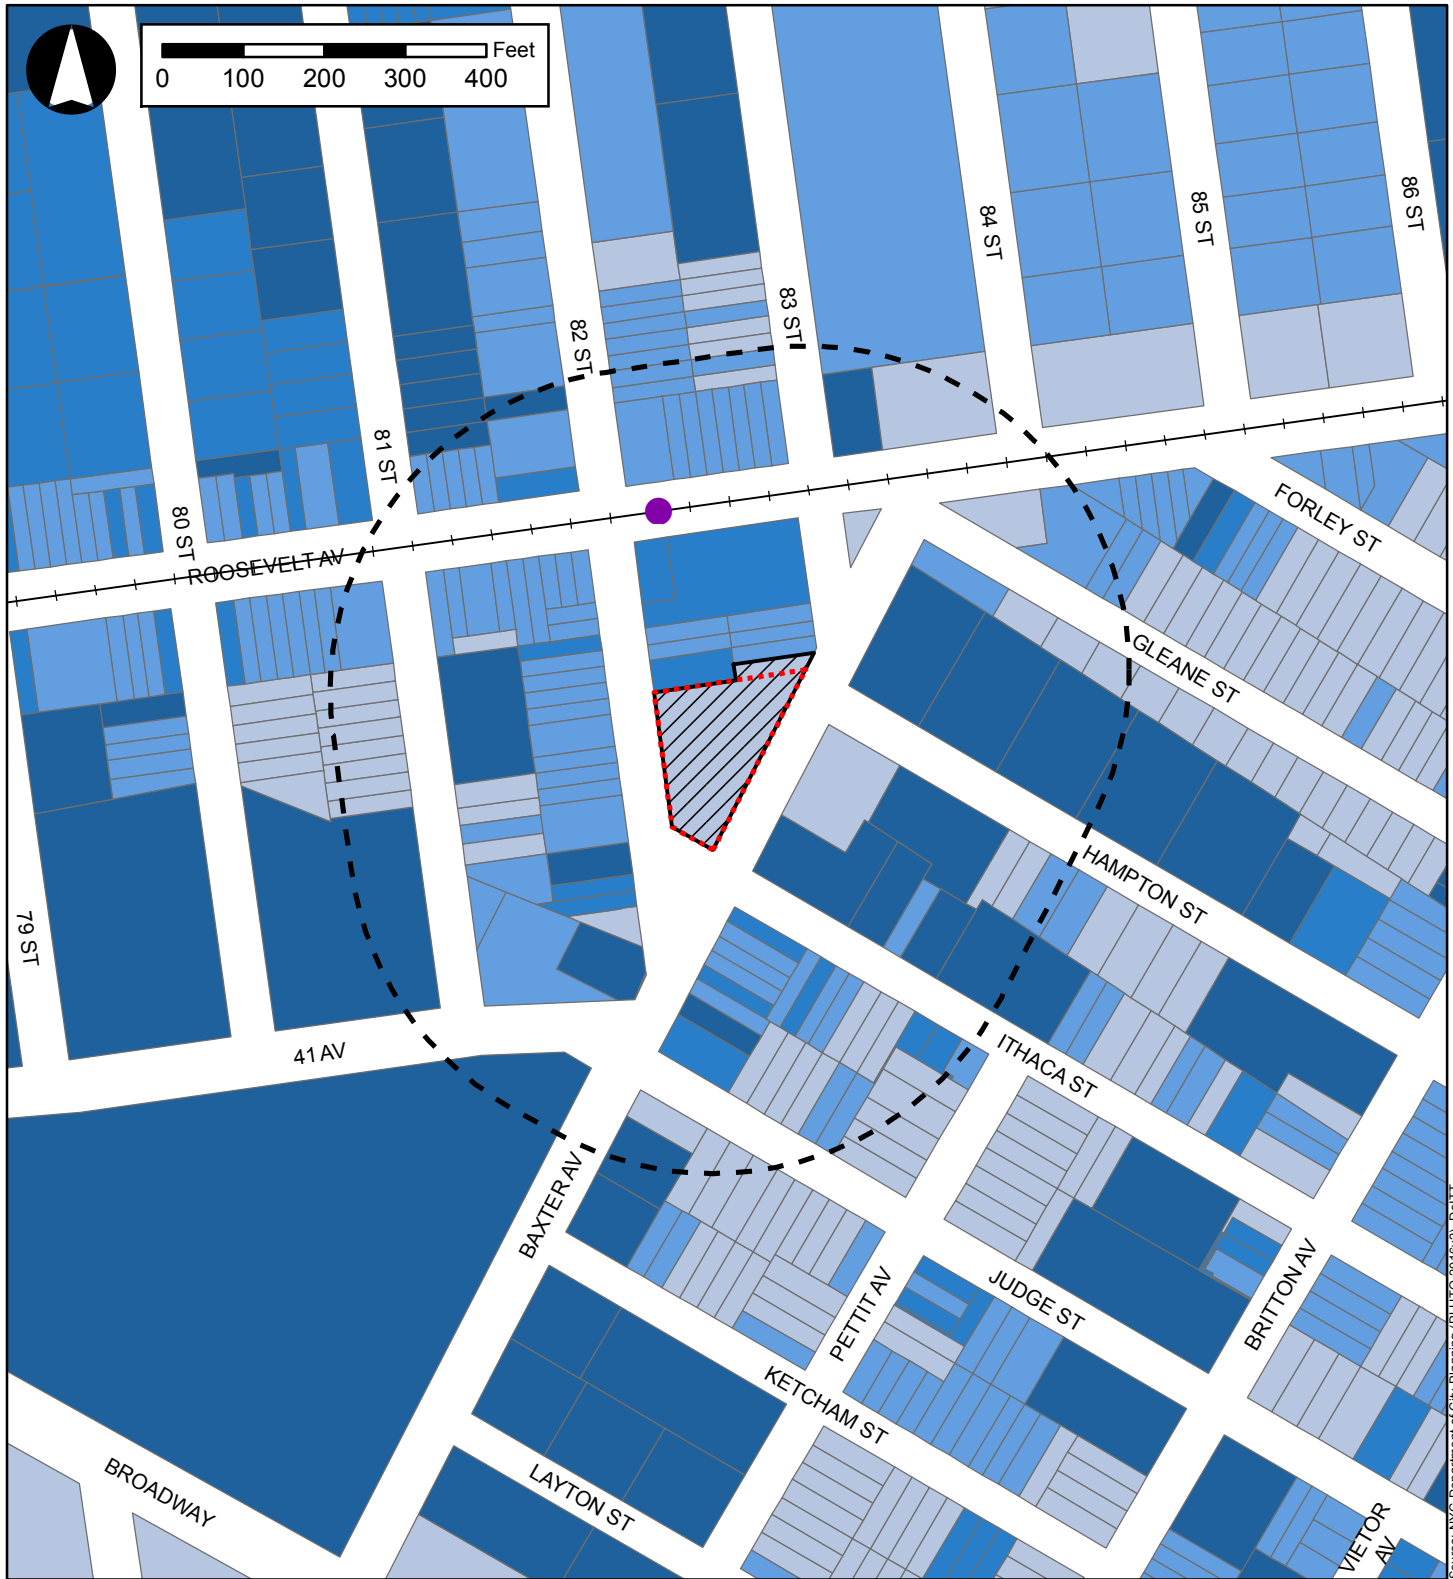 Feet
0 100 200 300 400
86 ST
85 ST
84 ST
83 ST
82 ST
81 ST
80 ST
ROOSEVELT AV
FORLEY ST
GLEANE ST
HAMPTON ST
79 ST
41 AV
ITHACA ST
BAXTER AV
PETTIT AV
JUDGE ST
BRITTON AV
KETCHAM ST
LAYTON ST
BROADWAY
VIETOR
AV